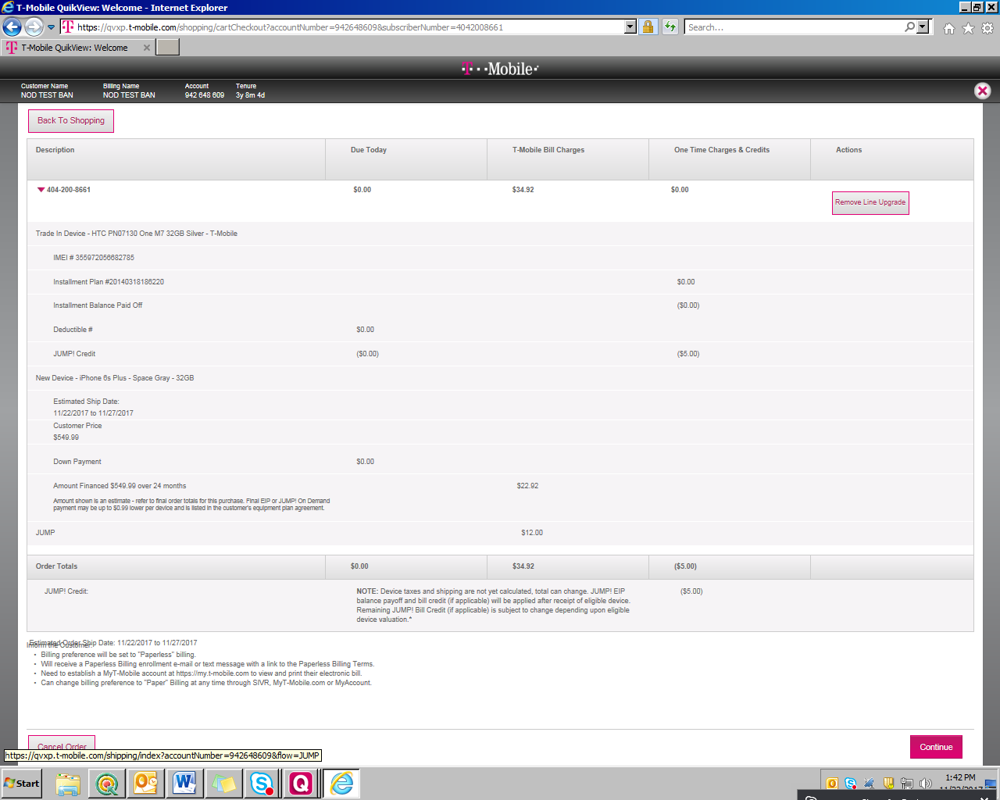 T-Mobile QuikView: Welcome - Internet Explorer
https://qvxp.t-mobile.com/shopping/cartCheckout?accountNumber=942648609&subscriberNumber=4042008661
Search...
T-Mobile QuikView: Welcome
T · · Mobile ·
Customer Name Billing Name Account Tenure
NOD TEST BAN NOD TEST BAN 942 648 609 3y 8m 4d
Back To Shopping
Description Due Today T-Mobile Bill Charges One Time Charges & Credits Actions
404-200-8661 $0.00 $34.92 $0.00
Remove Line Upgrade
Trade In Device - HTC PN07130 One M7 32GB Silver - T-Mobile
IMEI # 355972056682785
Installment Plan #20140318186220 $0.00
Installment Balance Paid Off ($0.00)
Deductible # $0.00
JUMP! Credit ($0.00) ($5.00)
New Device - iPhone 6s Plus - Space Gray - 32GB
Estimated Ship Date:
11/22/2017 to 11/27/2017
Customer Price
$549.99
Down Payment $0.00
Amount Financed $549.99 over 24 months $22.92
Amount shown is an estimate - refer to final order totals for this purchase. Final EIP or JUMP! On Demand
payment may be up to $0.99 lower per device and is listed in the customer's equipment plan agreement.
JUMP $12.00
Order Totals $0.00 $34.92 ($5.00)
JUMP! Credit: NOTE: Device taxes and shipping are not yet calculated, total can change. JUMP! EIP ($5.00)
balance payoff and bill credit (if applicable) will be applied after receipt of eligible device.
Remaining JUMP! Bill Credit (if applicable) is subject to change depending upon eligible
device valuation.*
Estimated Order Ship Date: 11/22/2017 to 11/27/2017
Inform the Customer:
• Billing preference will be set to "Paperless" billing.
• Will receive a Paperless Billing enrollment e-mail or text message with a link to the Paperless Billing Terms.
• Need to establish a MyT-Mobile account at https://my.t-mobile.com to view and print their electronic bill.
• Can change billing preference to "Paper" Billing at any time through SIVR, MyT-Mobile.com or MyAccount.
Cancel Order
Continue
https://qvxp.t-mobile.com/shipping/index?accountNumber=942648609&flow=JUMP
Start
1:42 PM